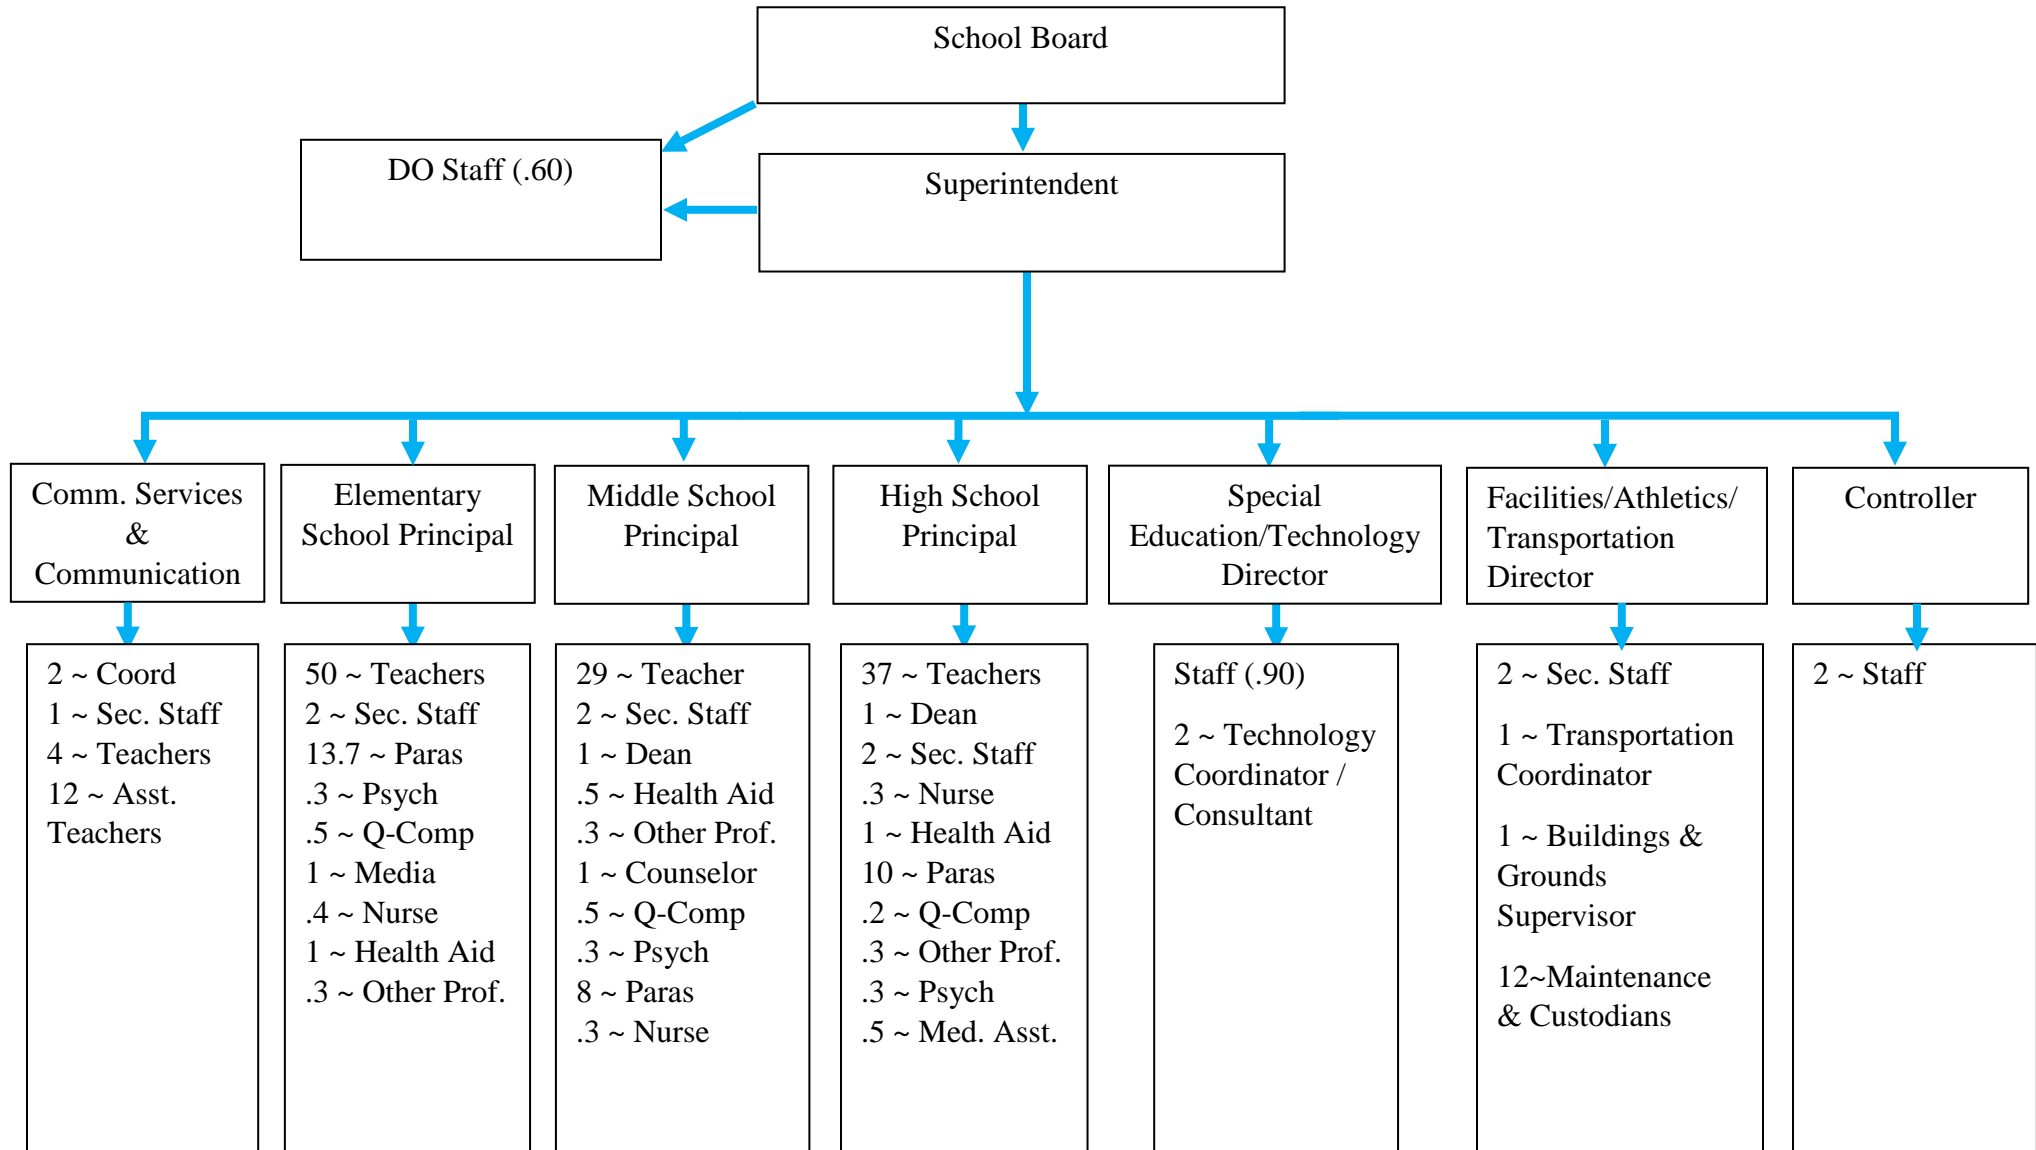 School Board
DO Staff (.60)
Superintendent
Comm. Services
&
Communication
Elementary
School Principal
Middle School
Principal
High School
Principal
Special
Education/Technology
Director
Facilities/Athletics/
Transportation
Director
Controller
2 ~ Coord
1 ~ Sec. Staff
4 ~ Teachers
12 ~ Asst.
Teachers
50 ~ Teachers
2 ~ Sec. Staff
13.7 ~ Paras
.3 ~ Psych
.5 ~ Q-Comp
1 ~ Media
.4 ~ Nurse
1 ~ Health Aid
.3 ~ Other Prof.
29 ~ Teacher
2 ~ Sec. Staff
1 ~ Dean
.5 ~ Health Aid
.3 ~ Other Prof.
1 ~ Counselor
.5 ~ Q-Comp
.3 ~ Psych
8 ~ Paras
.3 ~ Nurse
37 ~ Teachers
1 ~ Dean
2 ~ Sec. Staff
.3 ~ Nurse
1 ~ Health Aid
10 ~ Paras
.2 ~ Q-Comp
.3 ~ Other Prof.
.3 ~ Psych
.5 ~ Med. Asst.
Staff (.90)
2 ~ Technology
Coordinator /
Consultant
2 ~ Sec. Staff
1 ~ Transportation
Coordinator
1 ~ Buildings &
Grounds
Supervisor
12~Maintenance
& Custodians
2 ~ Staff